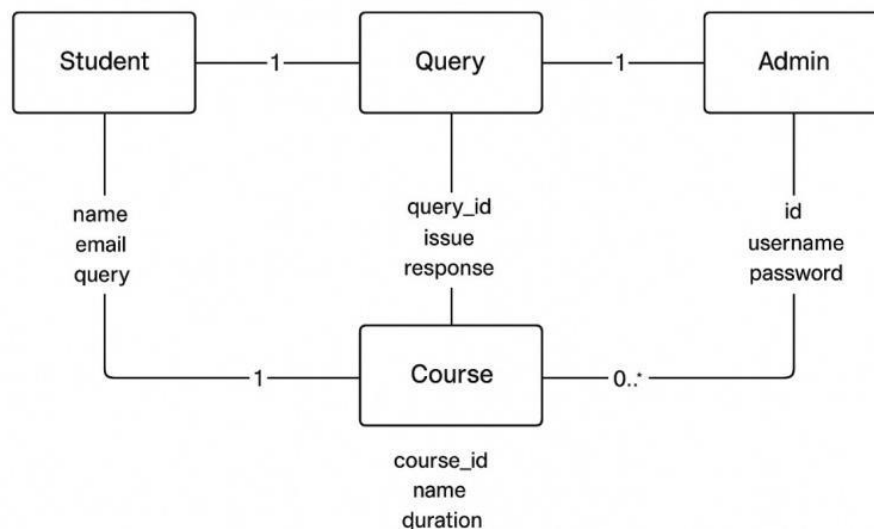 Student
1
Query
1
Admin
name
email
query
query_id
issue
response
id
username
password
1
Course
0..*
course_id
name
duration